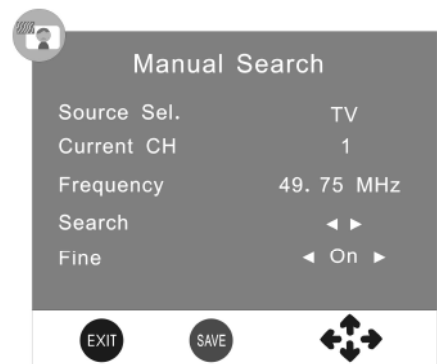 Manual Search
Source Sel. TV
Current CH 1
Frequency 49. 75 MHz
Search ◄ ►
Fine ◄ On ►
EXIT SAVE